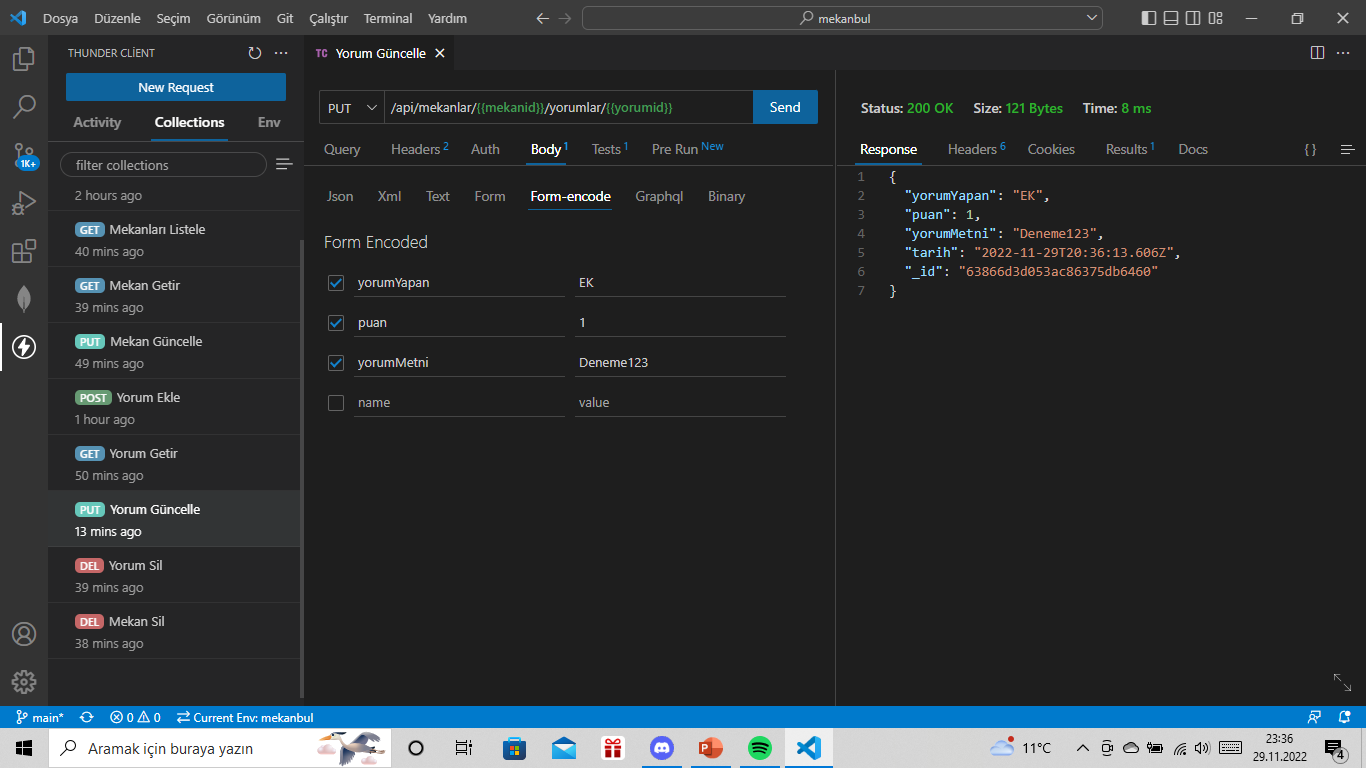 Dosya Düzenle Seçim Görünüm Git Çalıştır Terminal Yardım
mekanbul
THUNDER CLİENT
New Request
Activity Collections Env
filter collections
1K+
2 hours ago
GET Mekanları Listele
40 mins ago
GET Mekan Getir
39 mins ago
PUT Mekan Güncelle
49 mins ago
POST Yorum Ekle
1 hour ago
GET Yorum Getir
50 mins ago
PUT Yorum Güncelle
13 mins ago
DEL Yorum Sil
39 mins ago
DEL Mekan Sil
38 mins ago
TC Yorum Güncelle
PUT /api/mekanlar/{{mekanid}}/yorumlar/{{yorumid}} Send
Query Headers 2 Auth Body 1 Tests 1 Pre Run New
Json Xml Text Form Form-encode Graphql Binary
Form Encoded
yorumYapan EK
puan 1
yorumMetni Deneme123
name value
Status: 200 OK Size: 121 Bytes Time: 8 ms
Response Headers 6 Cookies Results 1 Docs { }
1 {
2 "yorumYapan": "EK",
3 "puan": 1,
4 "yorumMetni": "Deneme123",
5 "tarih": "2022-11-29T20:36:13.606Z",
6 "_id": "63866d3d053ac86375db6460"
7 }
main* 0 0 Current Env: mekanbul
Aramak için buraya yazın
11°C
23:36
29.11.2022
4